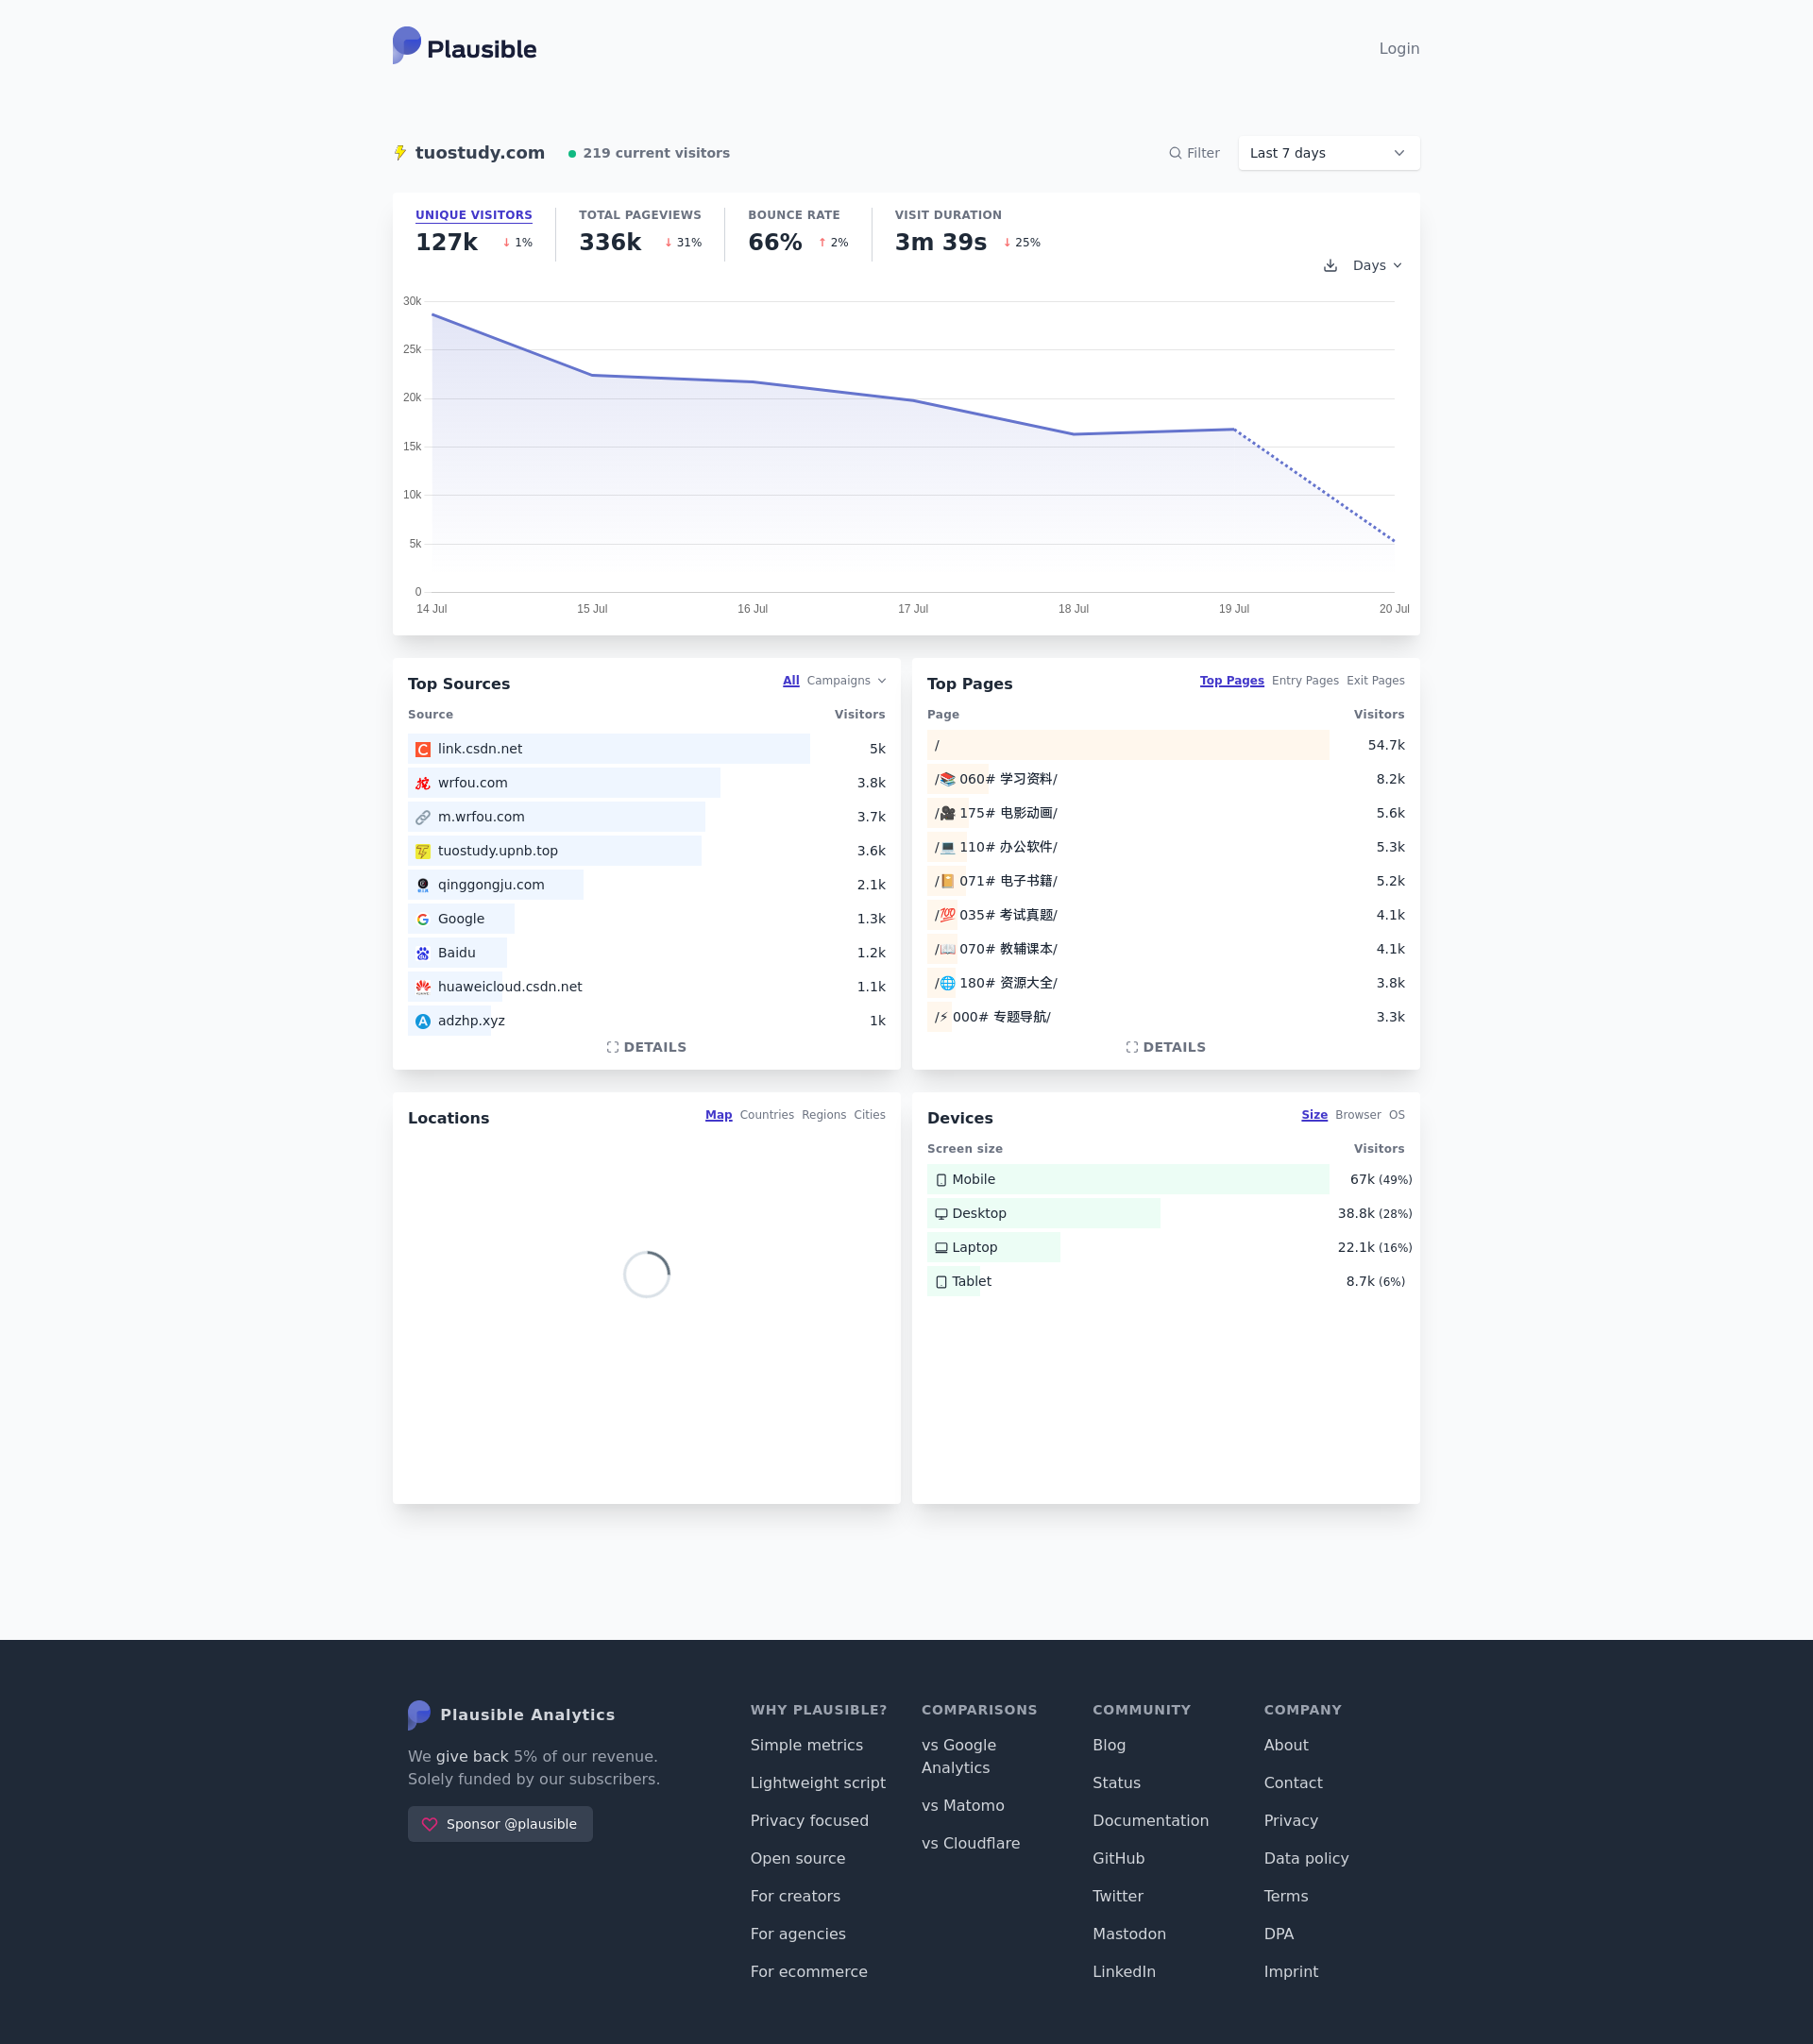 Plausible
Login
tuostudy.com
219 current visitors
Filter
Last 7 days
UNIQUE VISITORS
127k ↓ 1%
TOTAL PAGEVIEWS
336k ↓ 31%
BOUNCE RATE
66% ↑ 2%
VISIT DURATION
3m 39s ↓ 25%
Days
30k
25k
20k
15k
10k
5k
0
14 Jul
15 Jul
16 Jul
17 Jul
18 Jul
19 Jul
20 Jul
Top Sources
All Campaigns
Source Visitors
link.csdn.net 5k
wrfou.com 3.8k
m.wrfou.com 3.7k
tuostudy.upnb.top 3.6k
qinggongju.com 2.1k
Google 1.3k
Baidu 1.2k
huaweicloud.csdn.net 1.1k
adzhp.xyz 1k
DETAILS
Top Pages
Top Pages Entry Pages Exit Pages
Page Visitors
/ 54.7k
/📚 060# 学习资料/ 8.2k
/🎥 175# 电影动画/ 5.6k
/💻 110# 办公软件/ 5.3k
/📔 071# 电子书籍/ 5.2k
/💯 035# 考试真题/ 4.1k
/📖 070# 教辅课本/ 4.1k
/🌐 180# 资源大全/ 3.8k
/⚡ 000# 专题导航/ 3.3k
DETAILS
Locations
Map Countries Regions Cities
Devices
Size Browser OS
Screen size Visitors
Mobile 67k (49%)
Desktop 38.8k (28%)
Laptop 22.1k (16%)
Tablet 8.7k (6%)
Plausible Analytics
We give back 5% of our revenue.
Solely funded by our subscribers.
Sponsor @plausible
WHY PLAUSIBLE?
Simple metrics
Lightweight script
Privacy focused
Open source
For creators
For agencies
For ecommerce
COMPARISONS
vs Google
Analytics
vs Matomo
vs Cloudflare
COMMUNITY
Blog
Status
Documentation
GitHub
Twitter
Mastodon
LinkedIn
COMPANY
About
Contact
Privacy
Data policy
Terms
DPA
Imprint